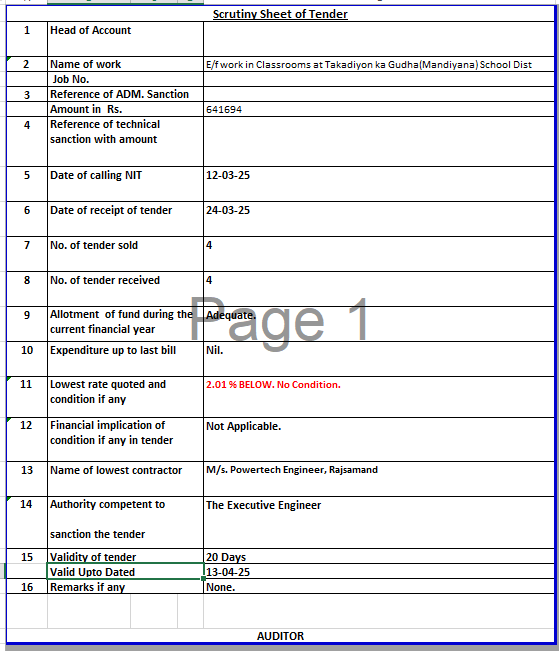 Scrutiny Sheet of Tender
1 Head of Account
2 Name of work E/f work in Classrooms at Takadiyon ka Gudha(Mandiyana) School Dist
Job No.
3 Reference of ADM. Sanction
Amount in Rs. 641694
4 Reference of technical
sanction with amount
5 Date of calling NIT 12-03-25
6 Date of receipt of tender 24-03-25
7 No. of tender sold 4
8 No. of tender received 4
9 Allotment of fund during the Adequate.
current financial year
Page 1
10 Expenditure up to last bill Nil.
11 Lowest rate quoted and 2.01 % BELOW. No Condition.
condition if any
12 Financial implication of Not Applicable.
condition if any in tender
13 Name of lowest contractor M/s. Powertech Engineer, Rajsamand
14 Authority competent to The Executive Engineer
sanction the tender
15 Validity of tender 20 Days
Valid Upto Dated 13-04-25
16 Remarks if any None.
AUDITOR